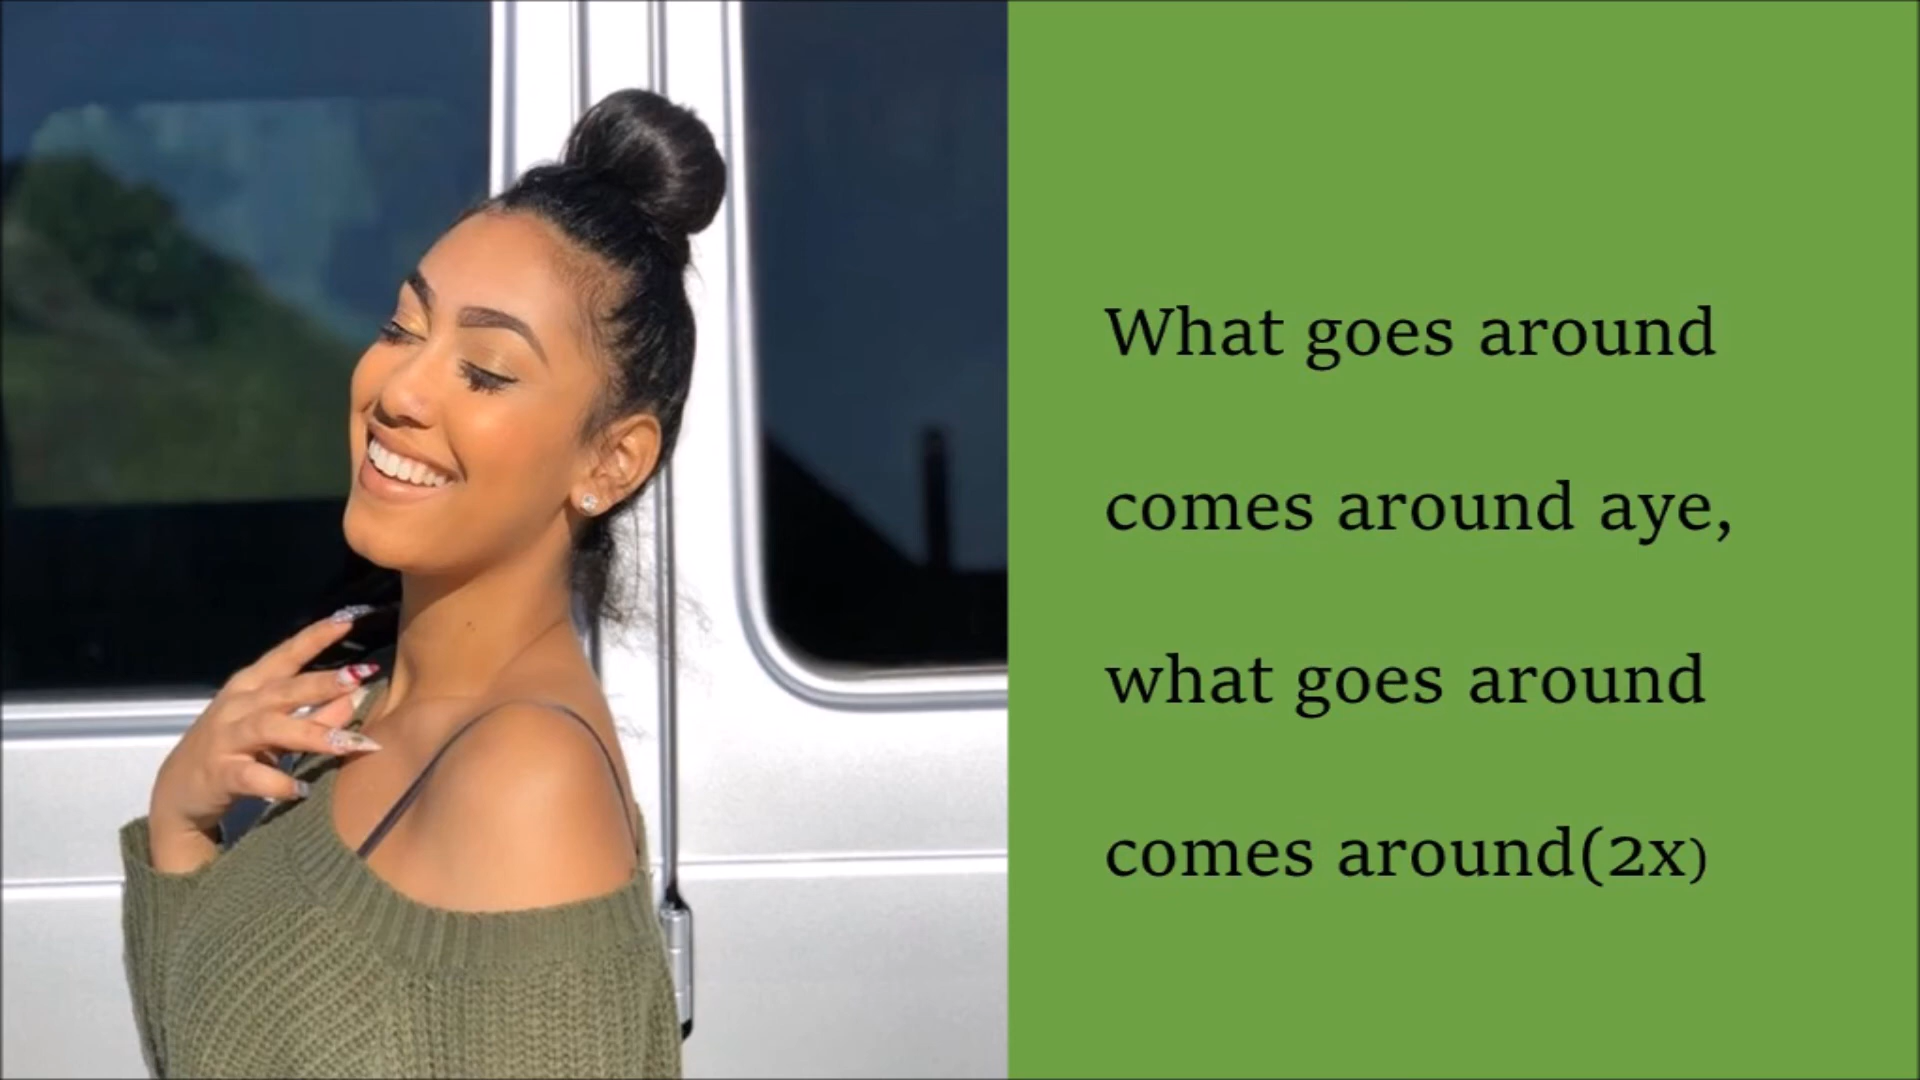 What goes around
comes around aye,
what goes around
comes around(2x)